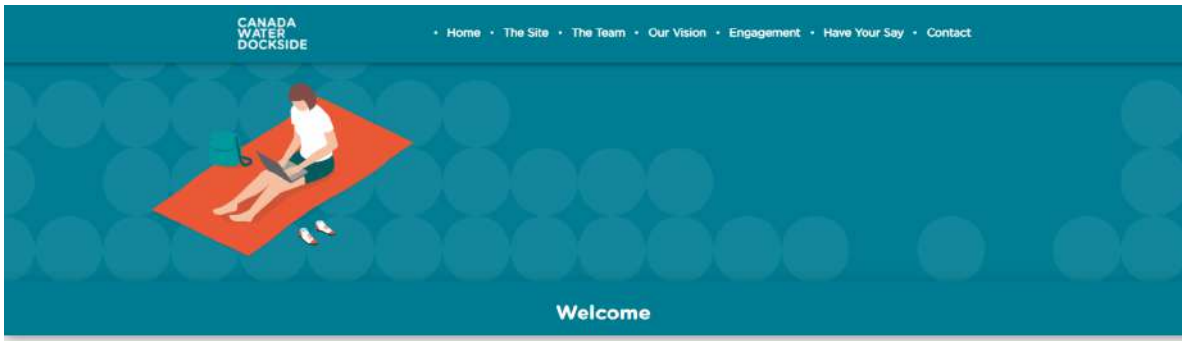 CANADA
WATER
DOCKSIDE
• Home • The Site • The Team • Our Vision • Engagement • Have Your Say • Contact
Welcome